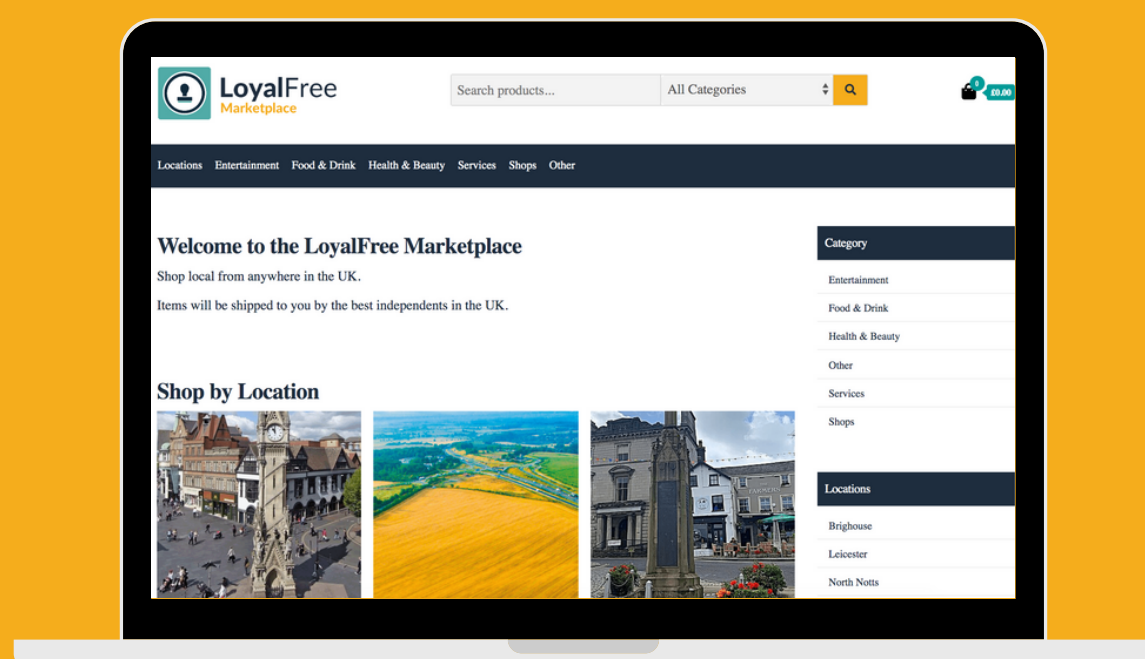 LoyalFree
Marketplace
Search products...
All Categories
0
£0.00
Locations Entertainment Food & Drink Health & Beauty Services Shops Other
Welcome to the LoyalFree Marketplace
Shop local from anywhere in the UK.
Items will be shipped to you by the best independents in the UK.
Shop by Location
FARMERS
Category
Entertainment
Food & Drink
Health & Beauty
Other
Services
Shops
Locations
Brighouse
Leicester
North Notts